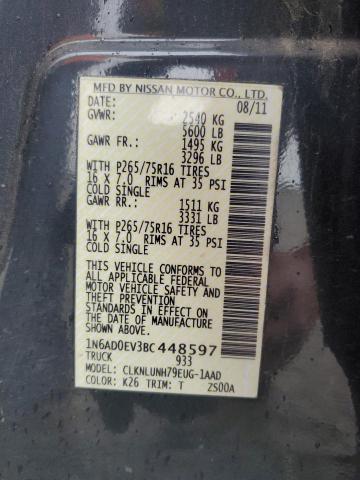 MFD BY NISSAN MOTOR CO., LTD.
DATE: 08/11
GVWR: 2540 KG
5600 LB
GAWR FR.: 1495 KG
3296 LB
WITH P265/75R16 TIRES
16 X 7.0 RIMS AT 35 PSI
COLD SINGLE
GAWR RR.: 1511 KG
3331 LB
WITH P265/75R16 TIRES
16 X 7.0 RIMS AT 35 PSI
COLD SINGLE
THIS VEHICLE CONFORMS TO
ALL APPLICABLE FEDERAL
MOTOR VEHICLE SAFETY
STANDARDS IN EFFECT ON
THE DATE OF MANUFACTURE
SHOWN ABOVE.
1N6AD0EV3BC448597
TRUCK 933
MODEL: CLKNLUNH79EUG-1AAD
COLOR: K26 TRIM: T ZS00A